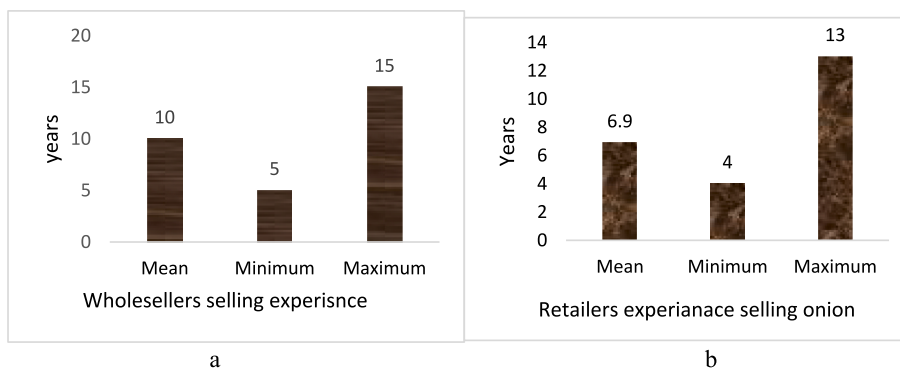 20
15
10
5
0
years
10
5
15
Mean Minimum Maximum
Wholesellers selling experisnce
a
14
12
10
8
6
4
2
0
Years
6.9
4
13
Mean Minimum Maximum
Retailers experianace selling onion
b